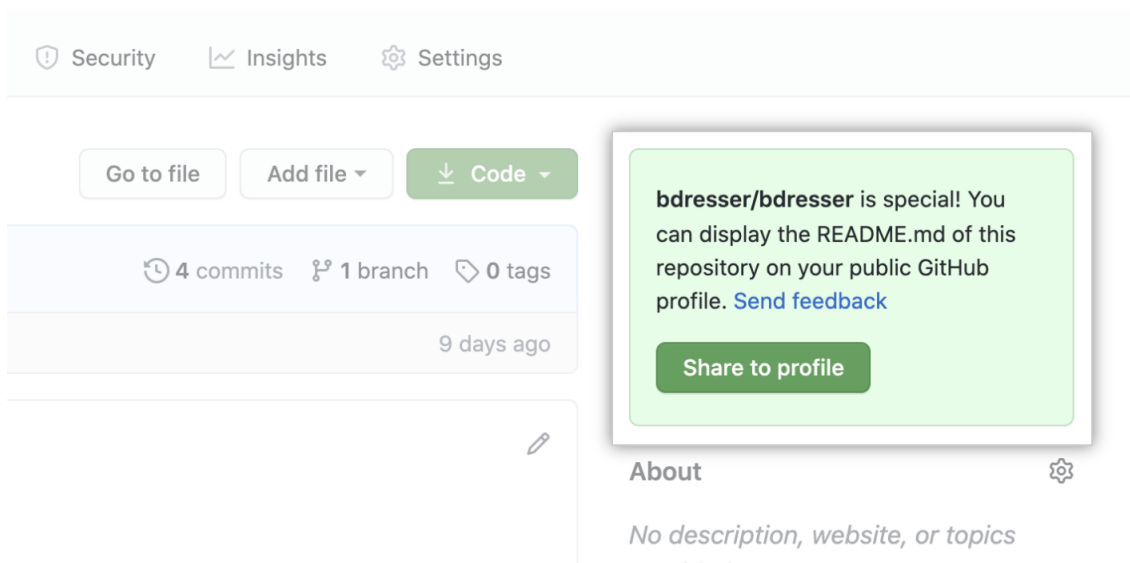 Security Insights Settings
Go to file Add file Code
bdresser/bdresser is special! You
can display the README.md of this
repository on your public GitHub
profile. Send feedback
Share to profile
4 commits 1 branch 0 tags
9 days ago
About
No description, website, or topics